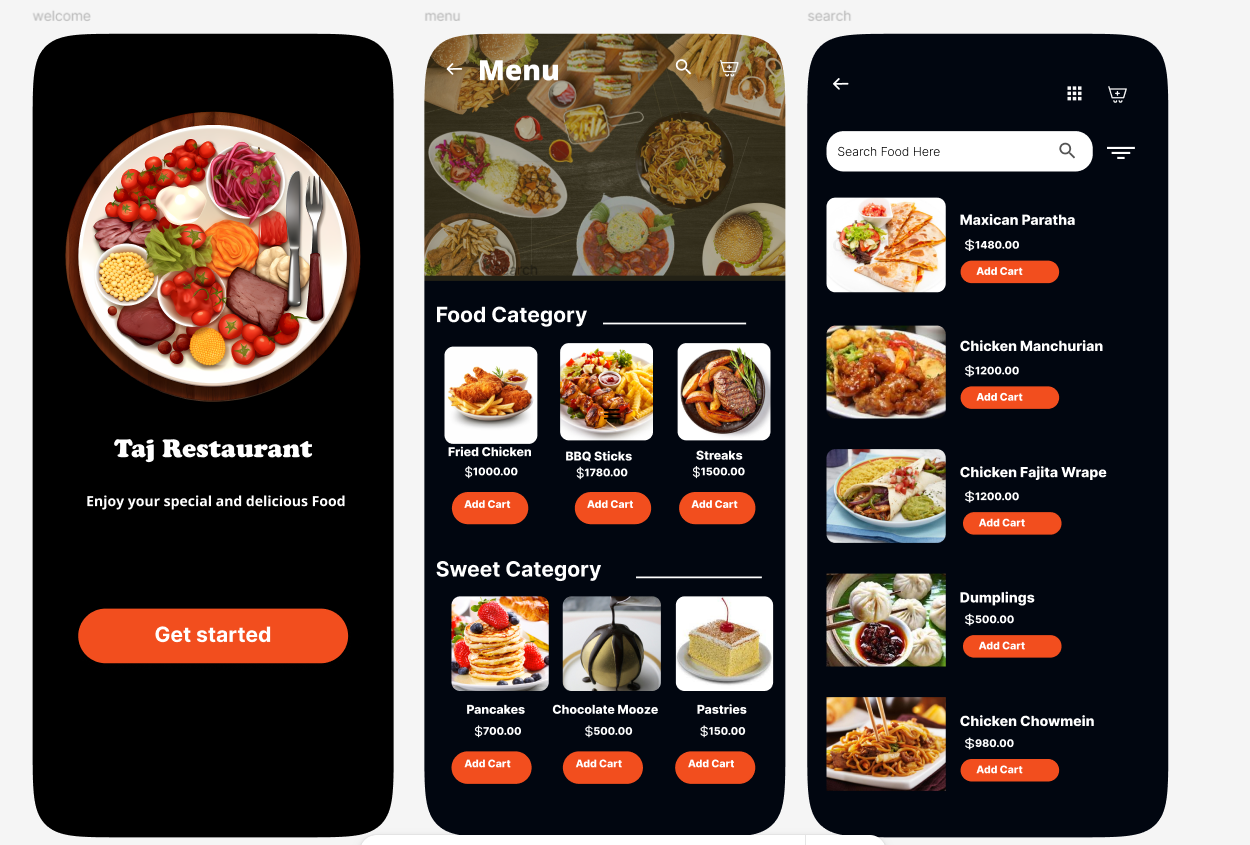 welcome
Taj Restaurant
Enjoy your special and delicious Food
Get started
menu
Menu
Food Category
Fried Chicken
$1000.00
Add Cart
BBQ Sticks
$1780.00
Add Cart
Streaks
$1500.00
Add Cart
Sweet Category
Pancakes
$700.00
Add Cart
Chocolate Mooze
$500.00
Add Cart
Pastries
$150.00
Add Cart
search
Search Food Here
Maxican Paratha
$1480.00
Add Cart
Chicken Manchurian
$1200.00
Add Cart
Chicken Fajita Wrape
$1200.00
Add Cart
Dumplings
$500.00
Add Cart
Chicken Chowmein
$980.00
Add Cart